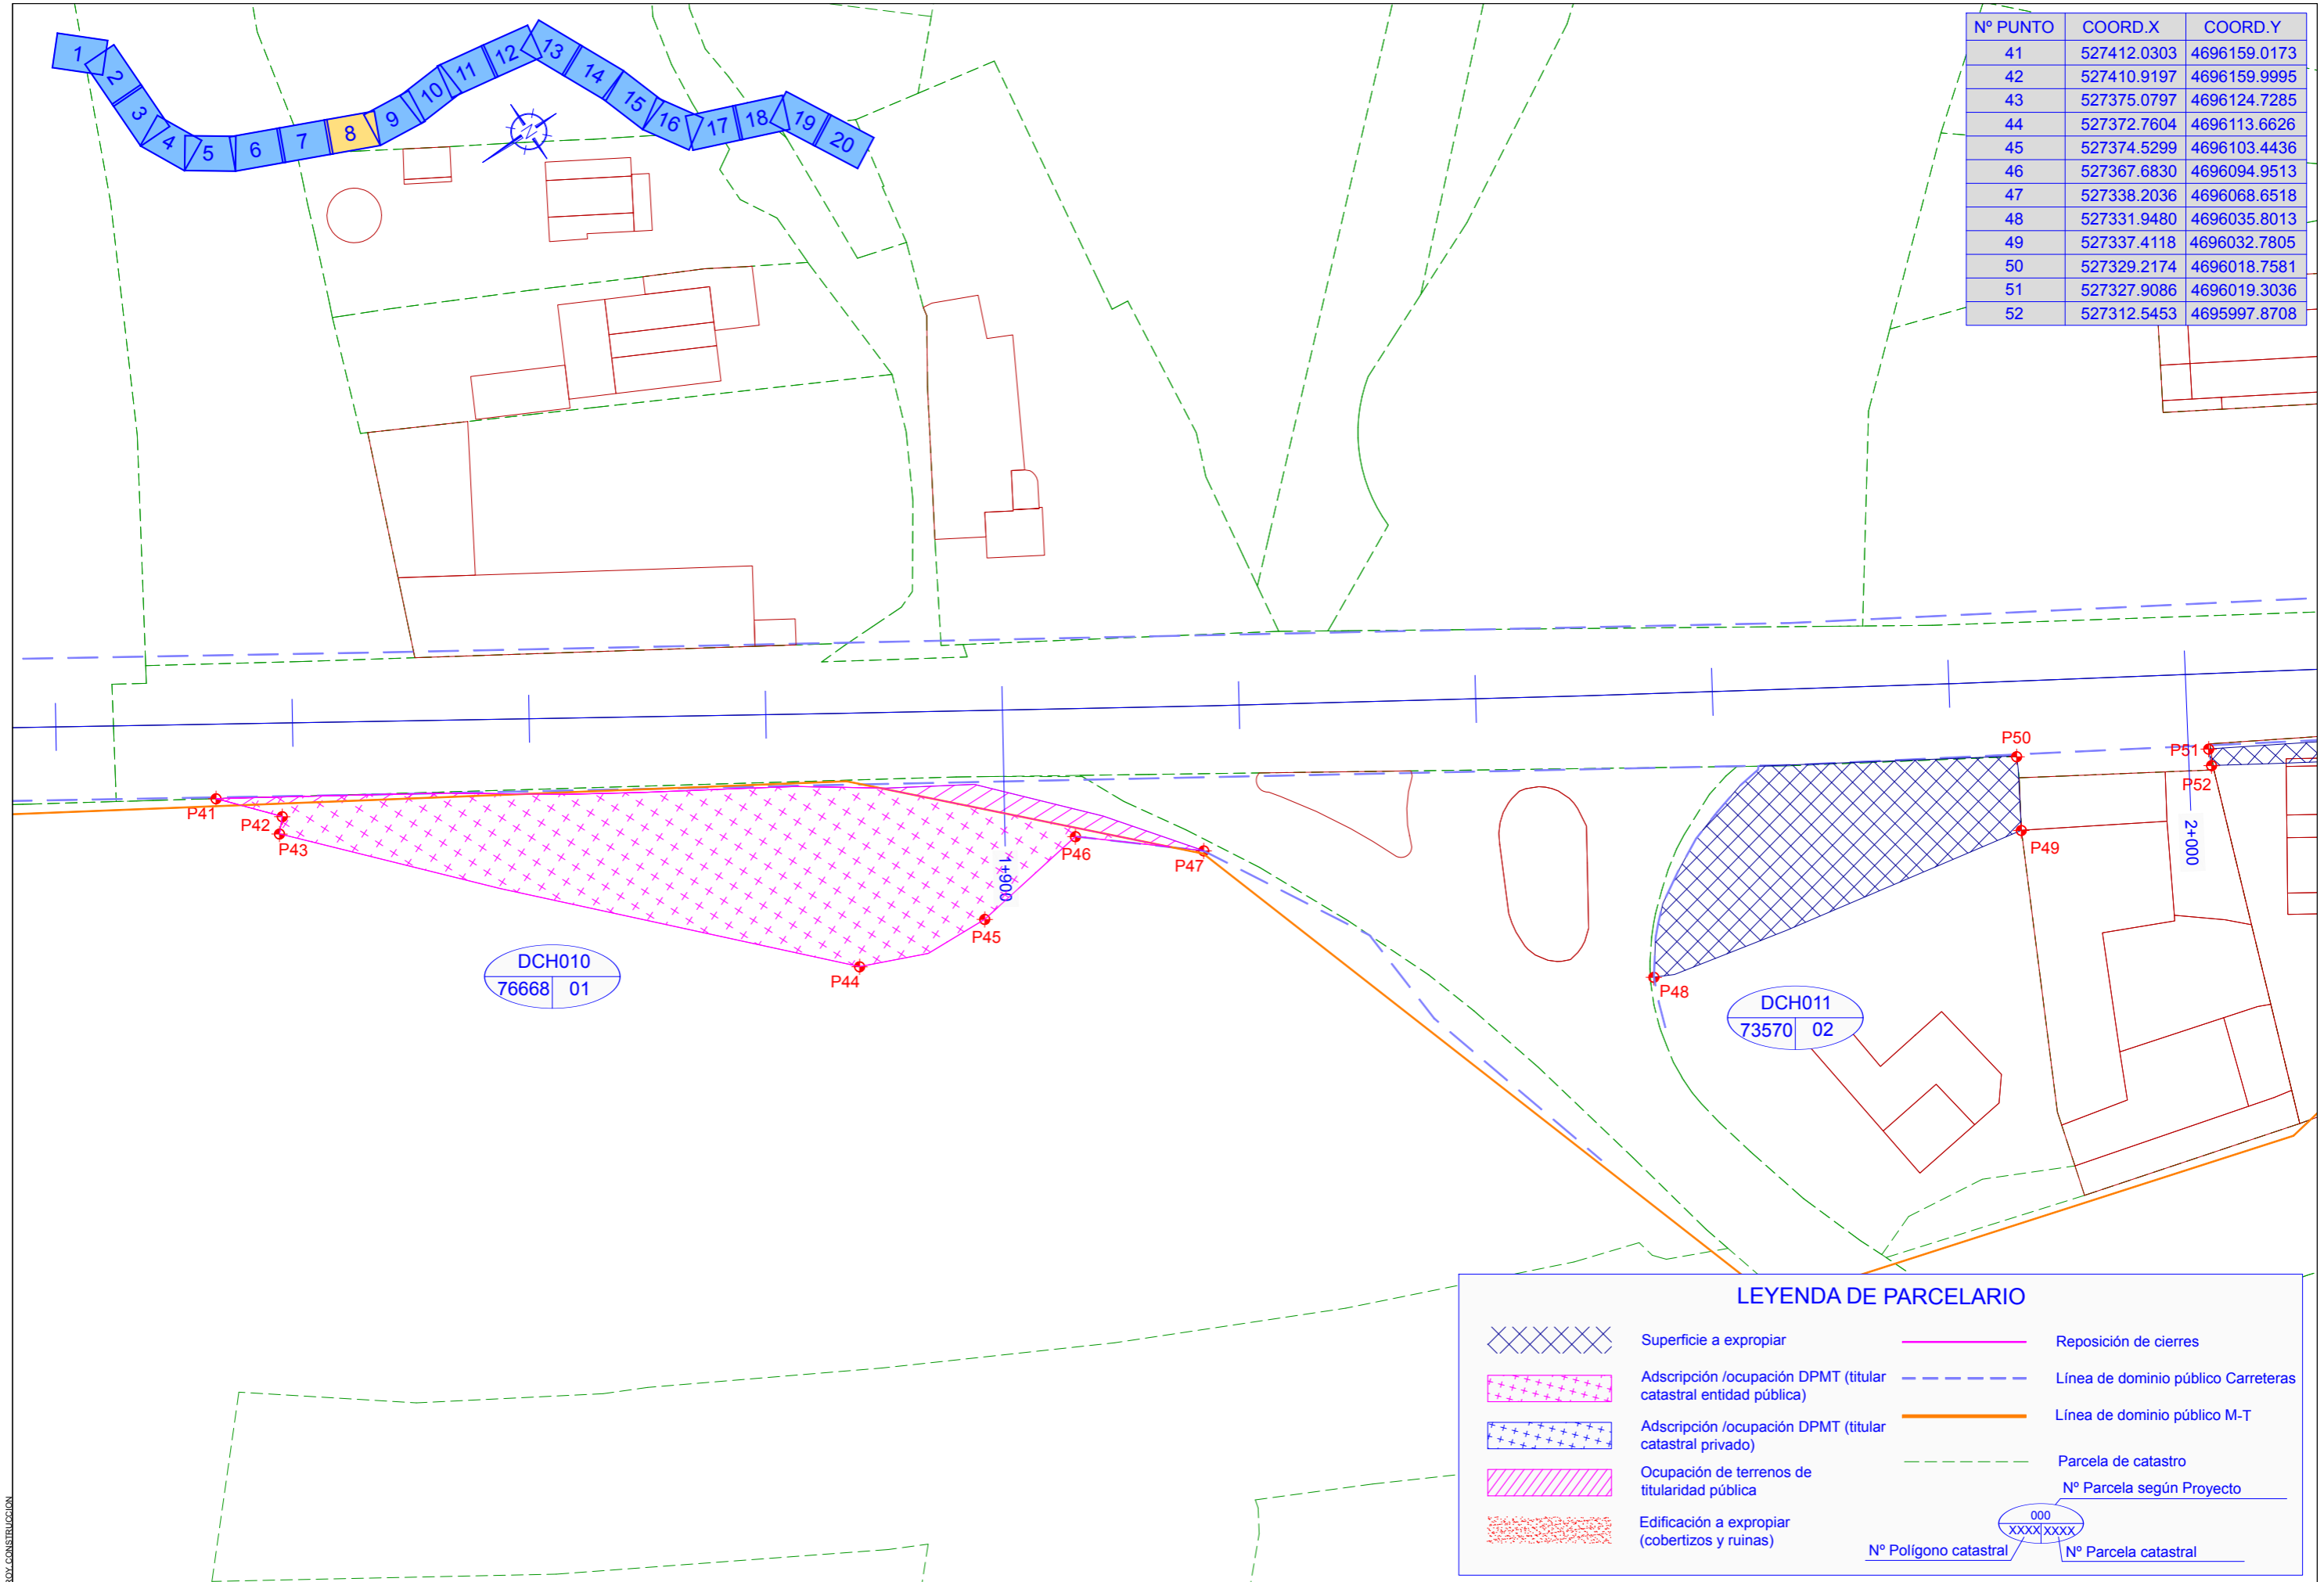 1 2 3 4 5 6 7 8 9 10 11 12 13 14 15 16 17 18 19 20
N
Nº PUNTO COORD.X COORD.Y
41 527412.0303 4696159.0173
42 527410.9197 4696159.9995
43 527375.0797 4696124.7285
44 527372.7604 4696113.6626
45 527374.5299 4696103.4436
46 527367.6830 4696094.9513
47 527338.2036 4696068.6518
48 527331.9480 4696035.8013
49 527337.4118 4696032.7805
50 527329.2174 4696018.7581
51 527327.9086 4696019.3036
52 527312.5453 4695997.8708
P50
P51
P52
P41
P42
P43
P46
P47
P49
2+000
1+900
P45
P44
P48
DCH010
76668 01
DCH011
73570 02
LEYENDA DE PARCELARIO
Superficie a expropiar
Adscripción /ocupación DPMT (titular
catastral entidad pública)
Adscripción /ocupación DPMT (titular
catastral privado)
Ocupación de terrenos de
titularidad pública
Edificación a expropiar
(cobertizos y ruinas)
Reposición de cierres
Línea de dominio público Carreteras
Línea de dominio público M-T
Parcela de catastro
Nº Parcela según Proyecto
000
XXXX XXXX
Nº Polígono catastral
Nº Parcela catastral
CONSTRUCCION